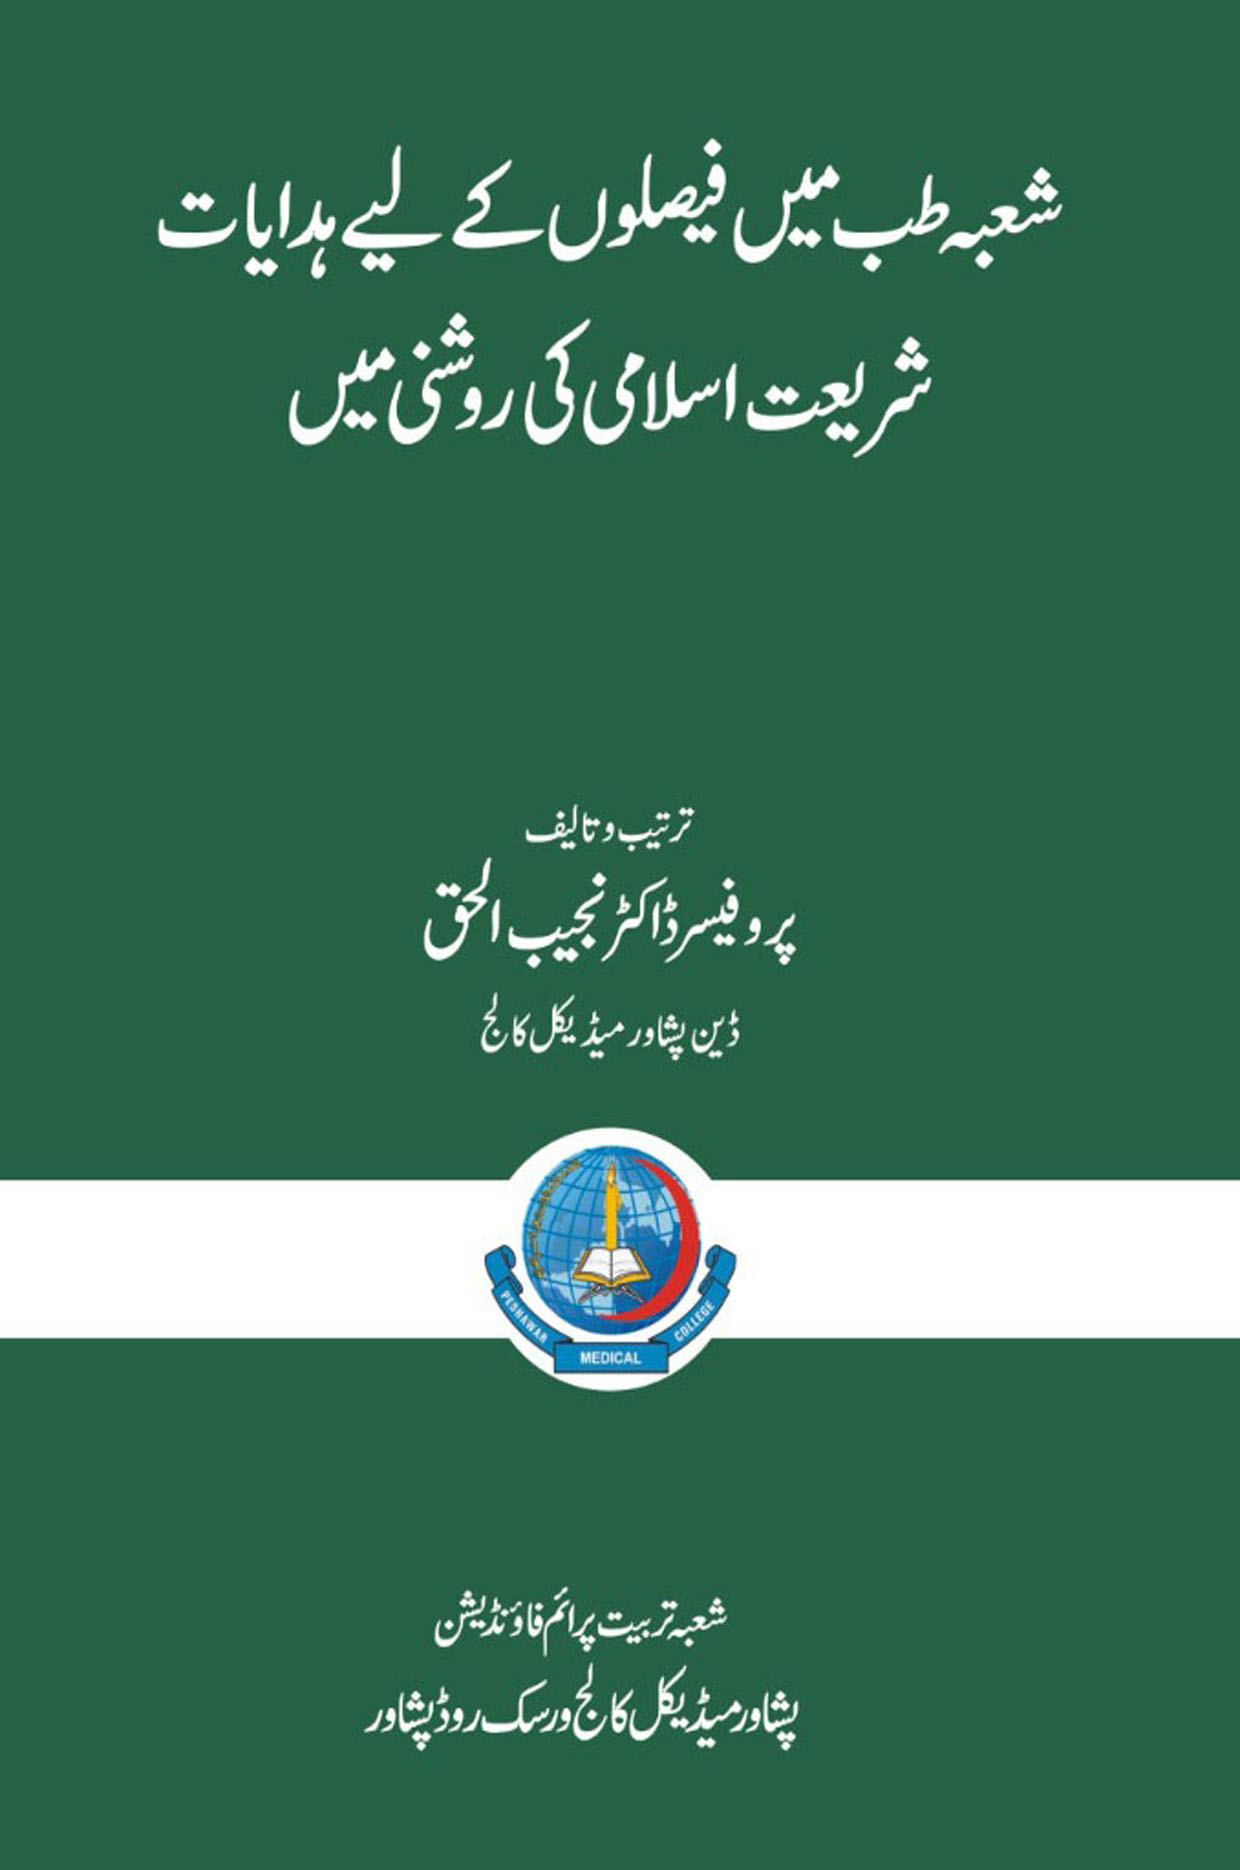 شعبہ طب میں فیصلوں کے لیے ہدایات
شریعت اسلامی کی روشنی میں
ترتیب و تالیف
پروفیسر ڈاکٹر نجیب الحق
ڈین پشاور میڈیکل کالج
PESHAWAR MEDICAL COLLEGE
شعبہ تربیت پرائم فاؤنڈیشن
پشاور میڈیکل کالج ورسک روڈ پشاور